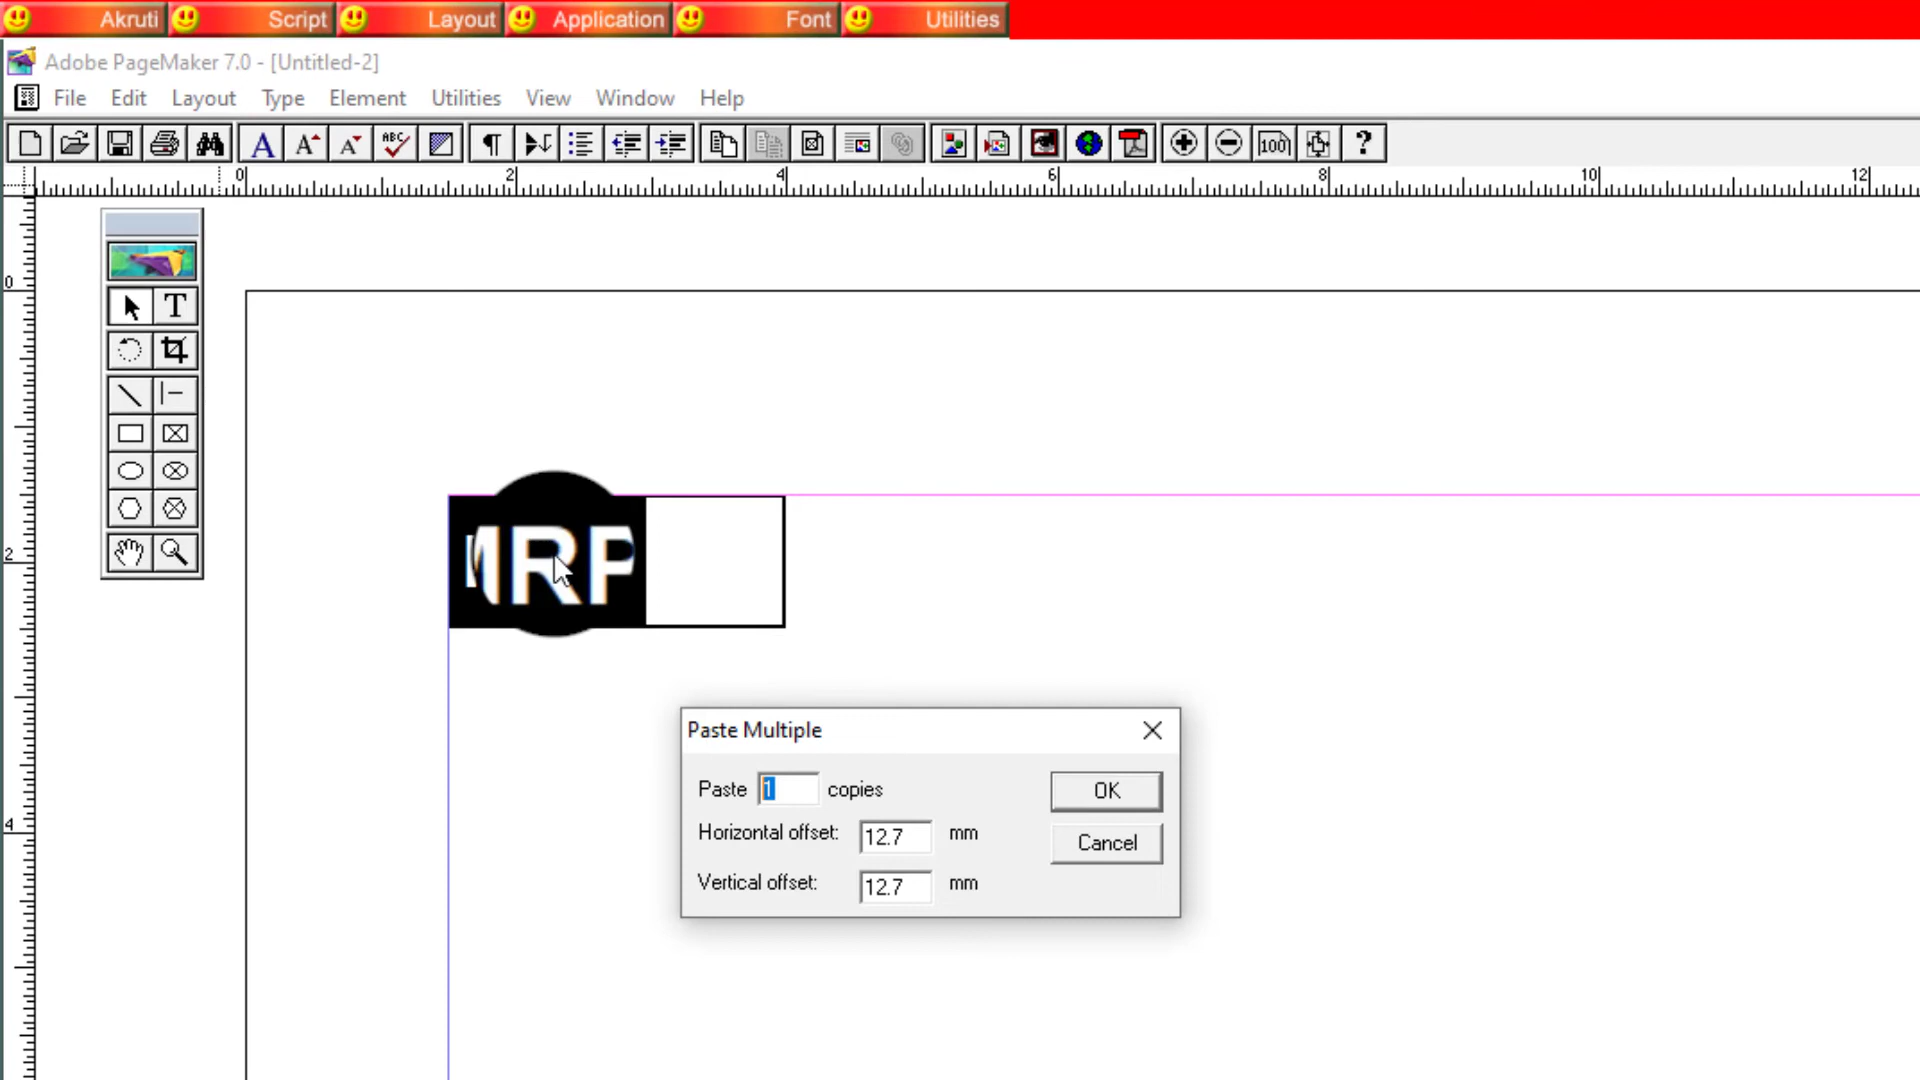 Akruti Script Layout Application Font Utilities
Adobe PageMaker 7.0 - [Untitled-2]
File Edit Layout Type Element Utilities View Window Help
A A A ABC ¶ 100 ?
0 2 4 6 8 10 12
T
0
MRP
2
Paste Multiple
Paste 1 copies OK
4
Horizontal offset: 12.7 mm
Cancel
Vertical offset: 12.7 mm